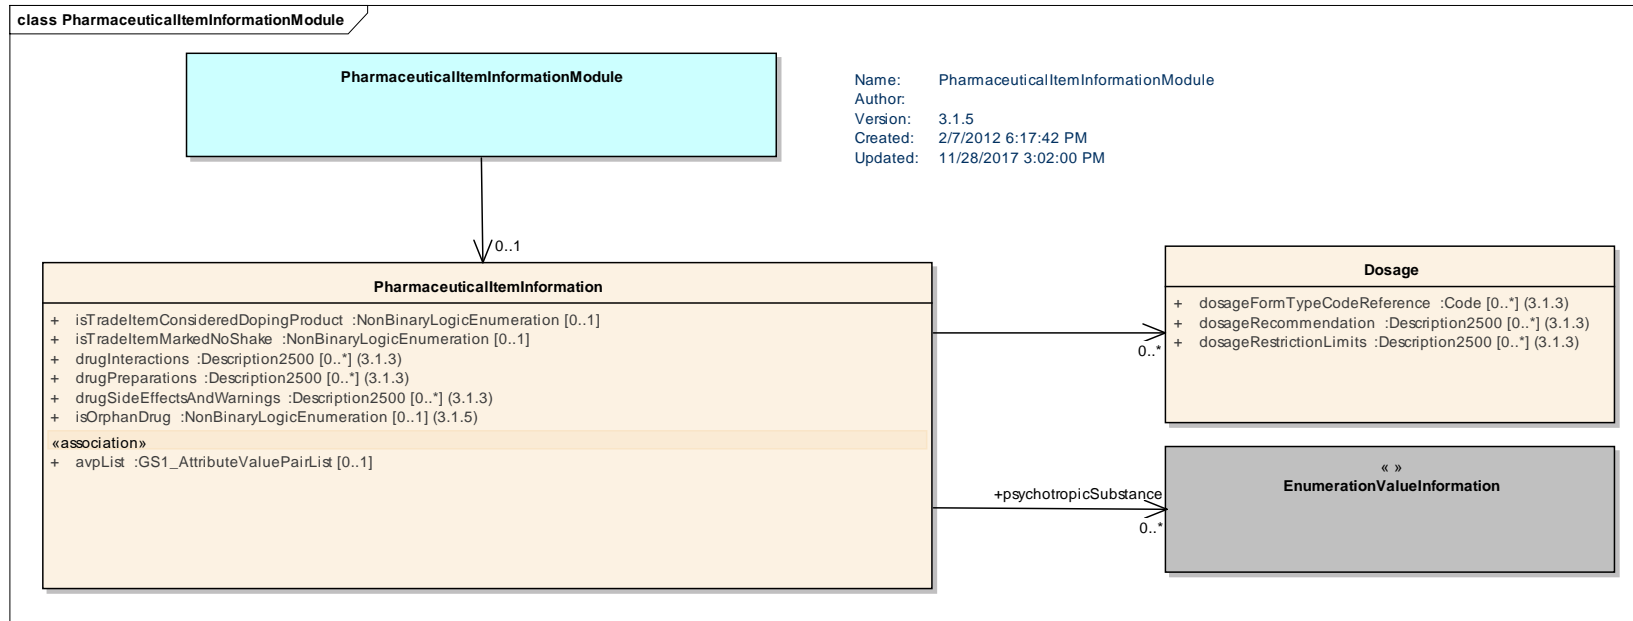 class PharmaceuticalItemInformationModule
PharmaceuticalItemInformationModule
Name: PharmaceuticalItemInformationModule
Author:
Version: 3.1.5
Created: 2/7/2012 6:17:42 PM
Updated: 11/28/2017 3:02:00 PM
0..1
PharmaceuticalItemInformation
+ isTradeItemConsideredDopingProduct :NonBinaryLogicEnumeration [0..1]
+ isTradeItemMarkedNoShake :NonBinaryLogicEnumeration [0..1]
+ drugInteractions :Description2500 [0..*] (3.1.3)
+ drugPreparations :Description2500 [0..*] (3.1.3)
+ drugSideEffectsAndWarnings :Description2500 [0..*] (3.1.3)
+ isOrphanDrug :NonBinaryLogicEnumeration [0..1] (3.1.5)
«association»
+ avpList :GS1_AttributeValuePairList [0..1]
0..*
Dosage
+ dosageFormTypeCodeReference :Code [0..*] (3.1.3)
+ dosageRecommendation :Description2500 [0..*] (3.1.3)
+ dosageRestrictionLimits :Description2500 [0..*] (3.1.3)
+psychotropicSubstance
0..*
« »
EnumerationValueInformation